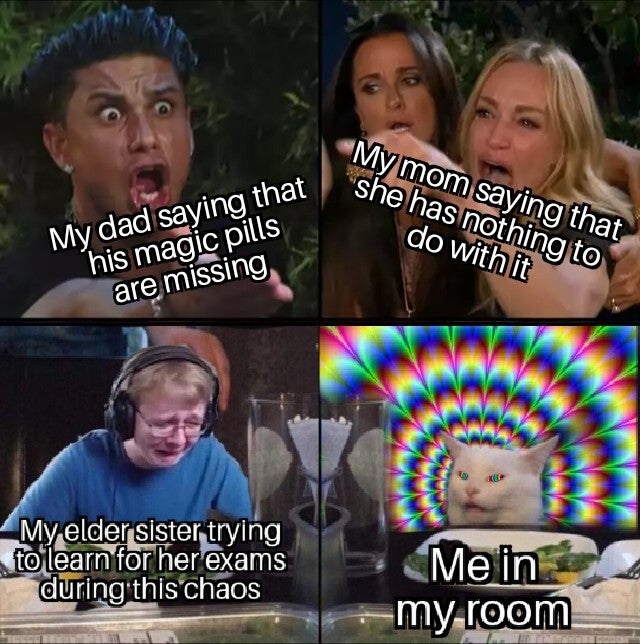 My dad saying that
his magic pills
are missing
My mom saying that
she has nothing to
do with it
My elder sister trying
to learn for her exams
during this chaos
Me in
my room